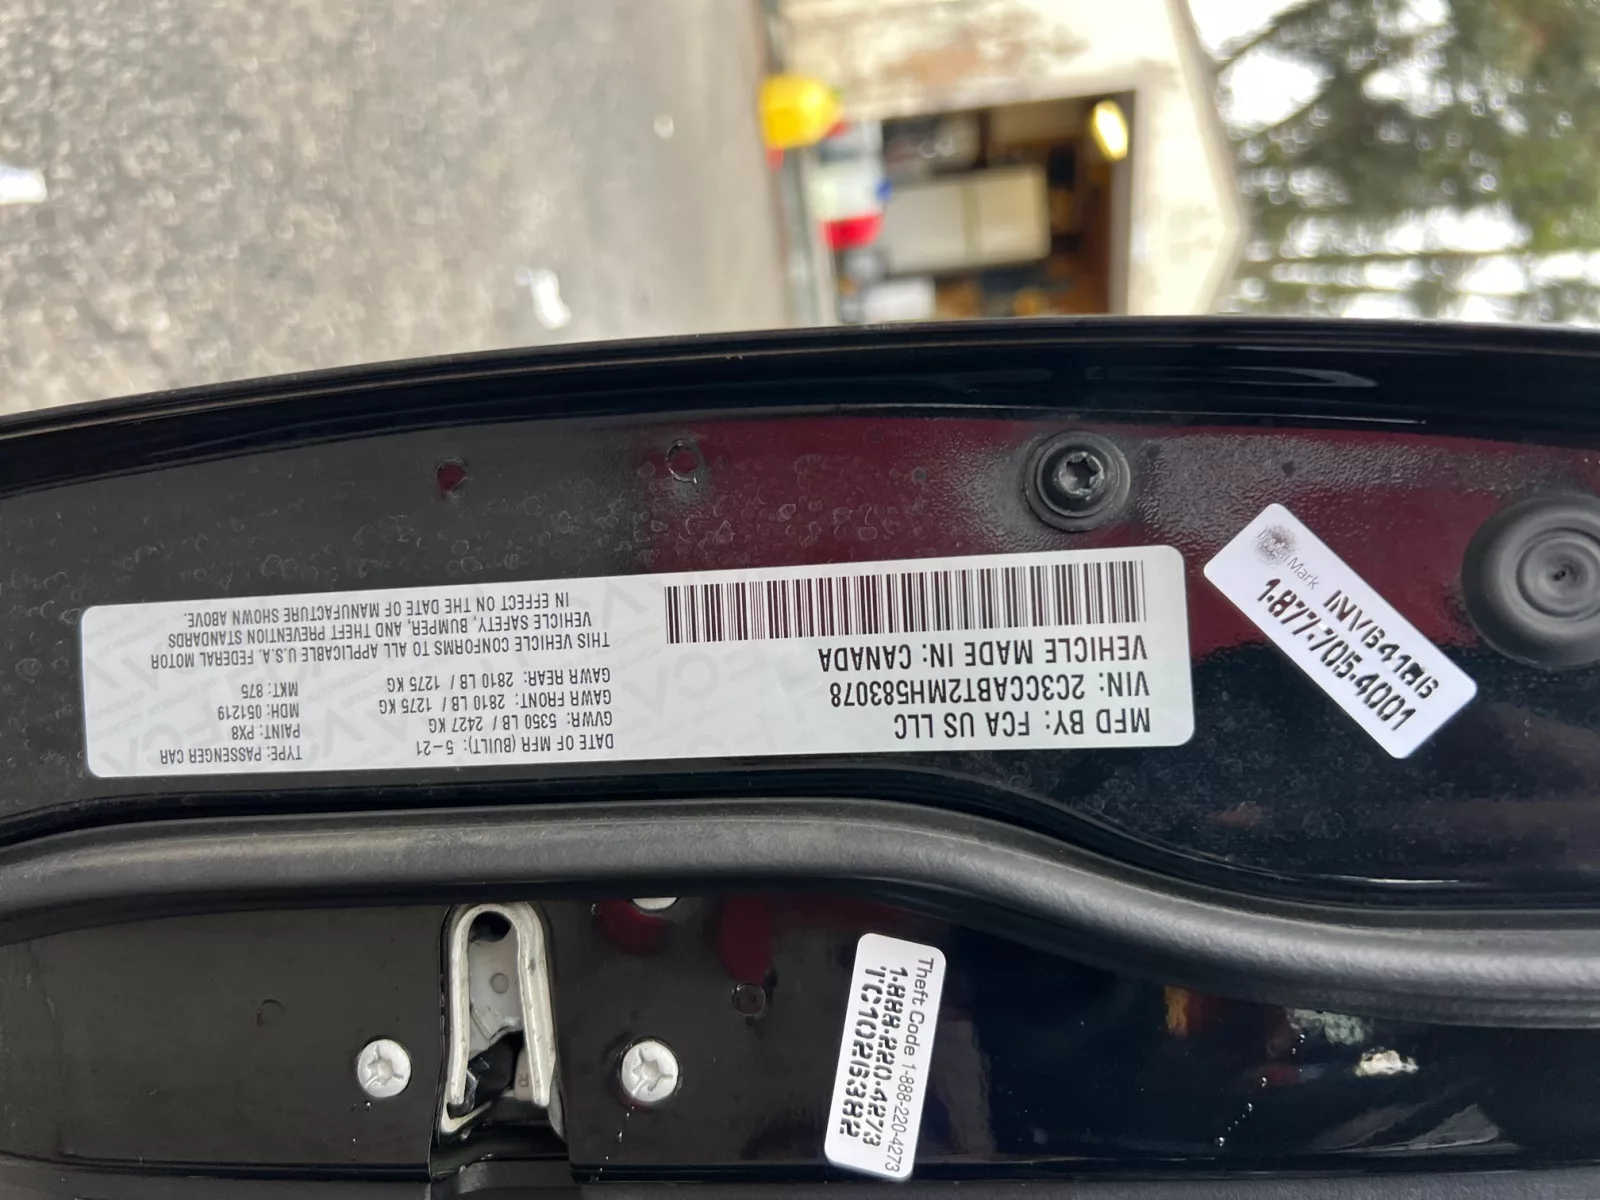 MFD BY: FCA US LLC
VIN: 2C3CCABT2MH583078
VEHICLE MADE IN: CANADA
DATE OF MFR (BUILT): 5-21
GVWR: 5350 LB / 2427 KG
GAWR FRONT: 2810 LB / 1275 KG
GAWR REAR: 2810 LB / 1275 KG
TYPE: PASSENGER CAR
PAINT: PX8
MDH: 051219
MKT: 875
THIS VEHICLE CONFORMS TO ALL APPLICABLE U.S.A. FEDERAL MOTOR
VEHICLE SAFETY, BUMPER, AND THEFT PREVENTION STANDARDS
IN EFFECT ON THE DATE OF MANUFACTURE SHOWN ABOVE.
Mark
1-877-705-4001
Theft Code 1-888-220-4273
1-888-220-4273
TC1026382